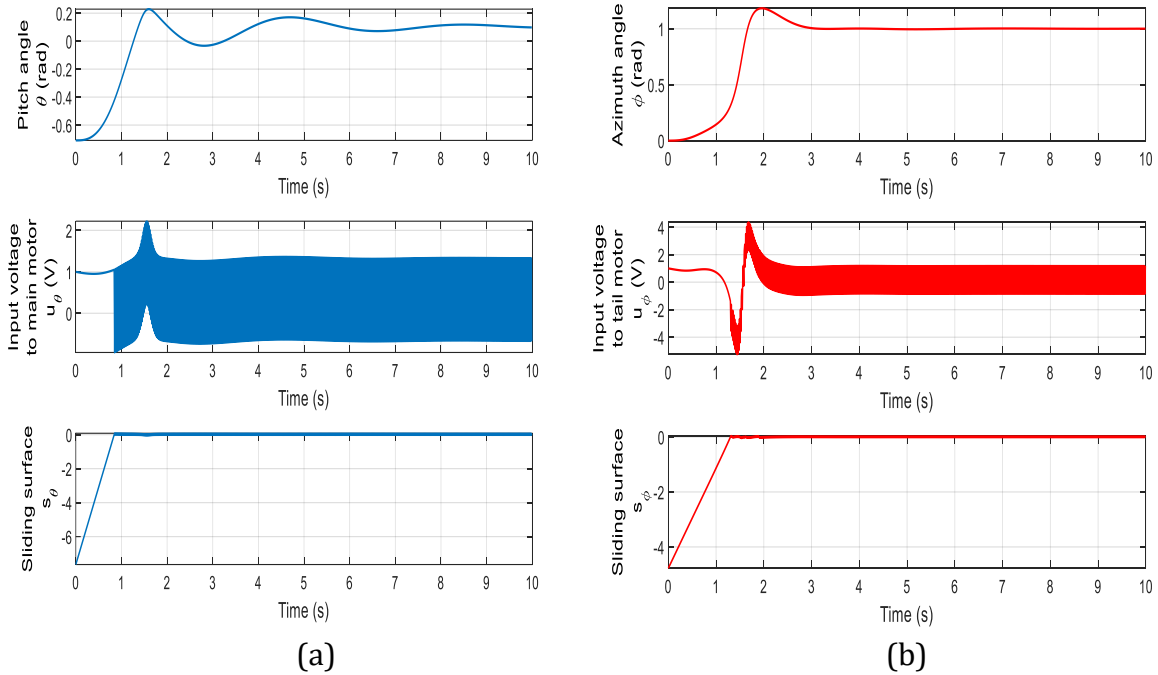 Pitch angle
θ (rad)
0.2
0
-0.2
-0.4
-0.6
0 1 2 3 4 5 6 7 8 9 10
Time (s)
Input voltage
to main motor
u_θ (V)
2
1
0
0 1 2 3 4 5 6 7 8 9 10
Time (s)
Sliding surface
s_θ
0
-2
-4
-6
0 1 2 3 4 5 6 7 8 9 10
Time (s)
(a)
Azimuth angle
ϕ (rad)
1
0.5
0
0 1 2 3 4 5 6 7 8 9 10
Time (s)
Input voltage
to tail motor
u_ϕ (V)
4
2
0
-2
-4
0 1 2 3 4 5 6 7 8 9 10
Time (s)
Sliding surface
s_ϕ
0
-2
-4
0 1 2 3 4 5 6 7 8 9 10
Time (s)
(b)